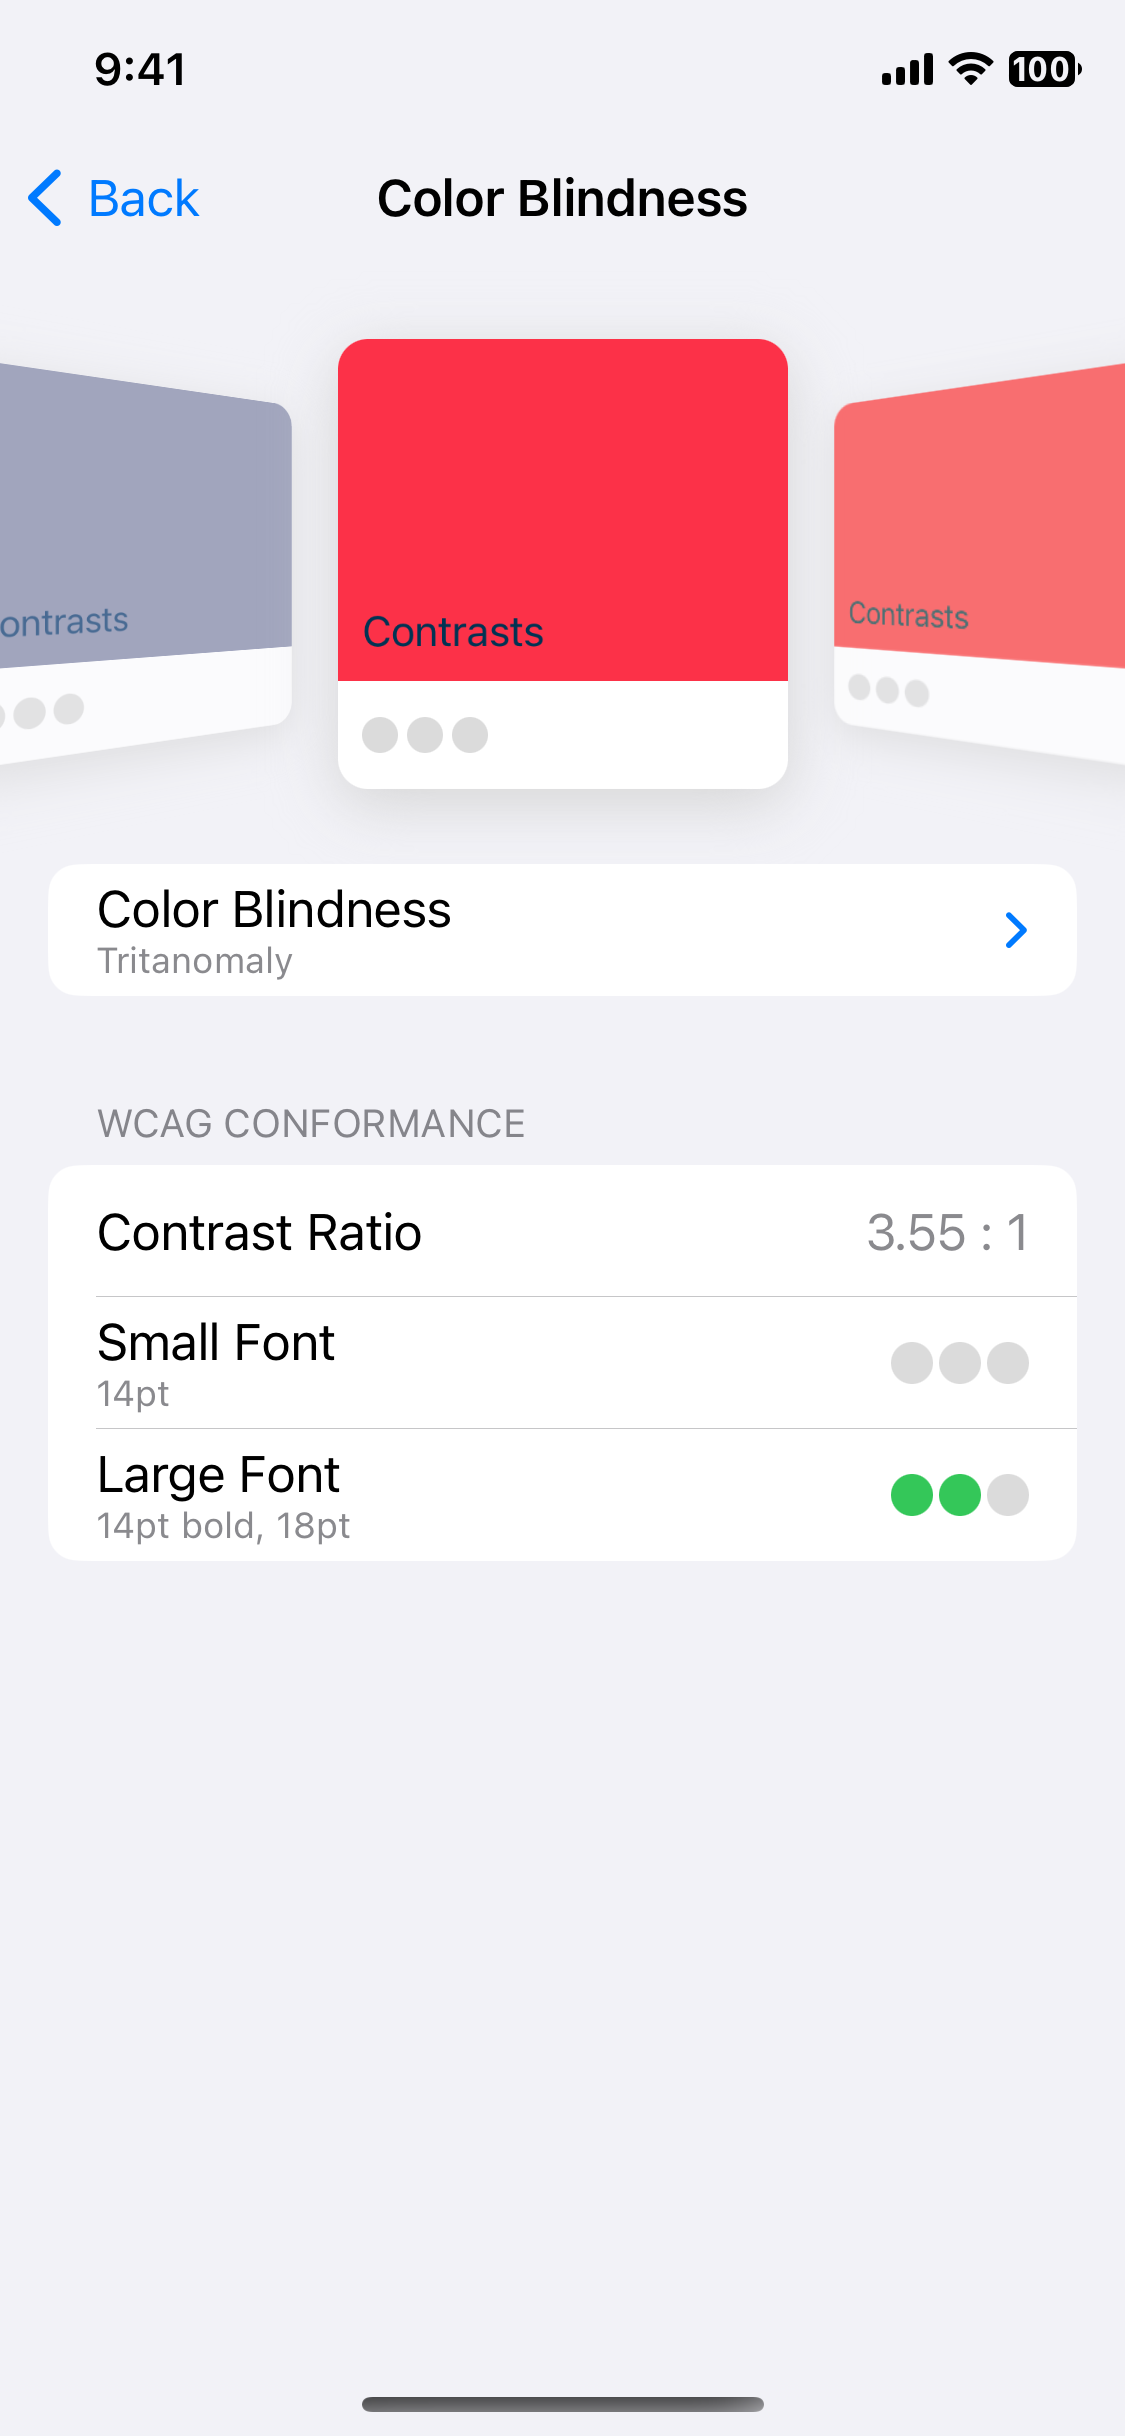 9:41
100
Back
Color Blindness
ontrasts
Contrasts
Contrasts
Color Blindness
Tritanomaly
WCAG CONFORMANCE
Contrast Ratio
3.55 : 1
Small Font
14pt
Large Font
14pt bold, 18pt